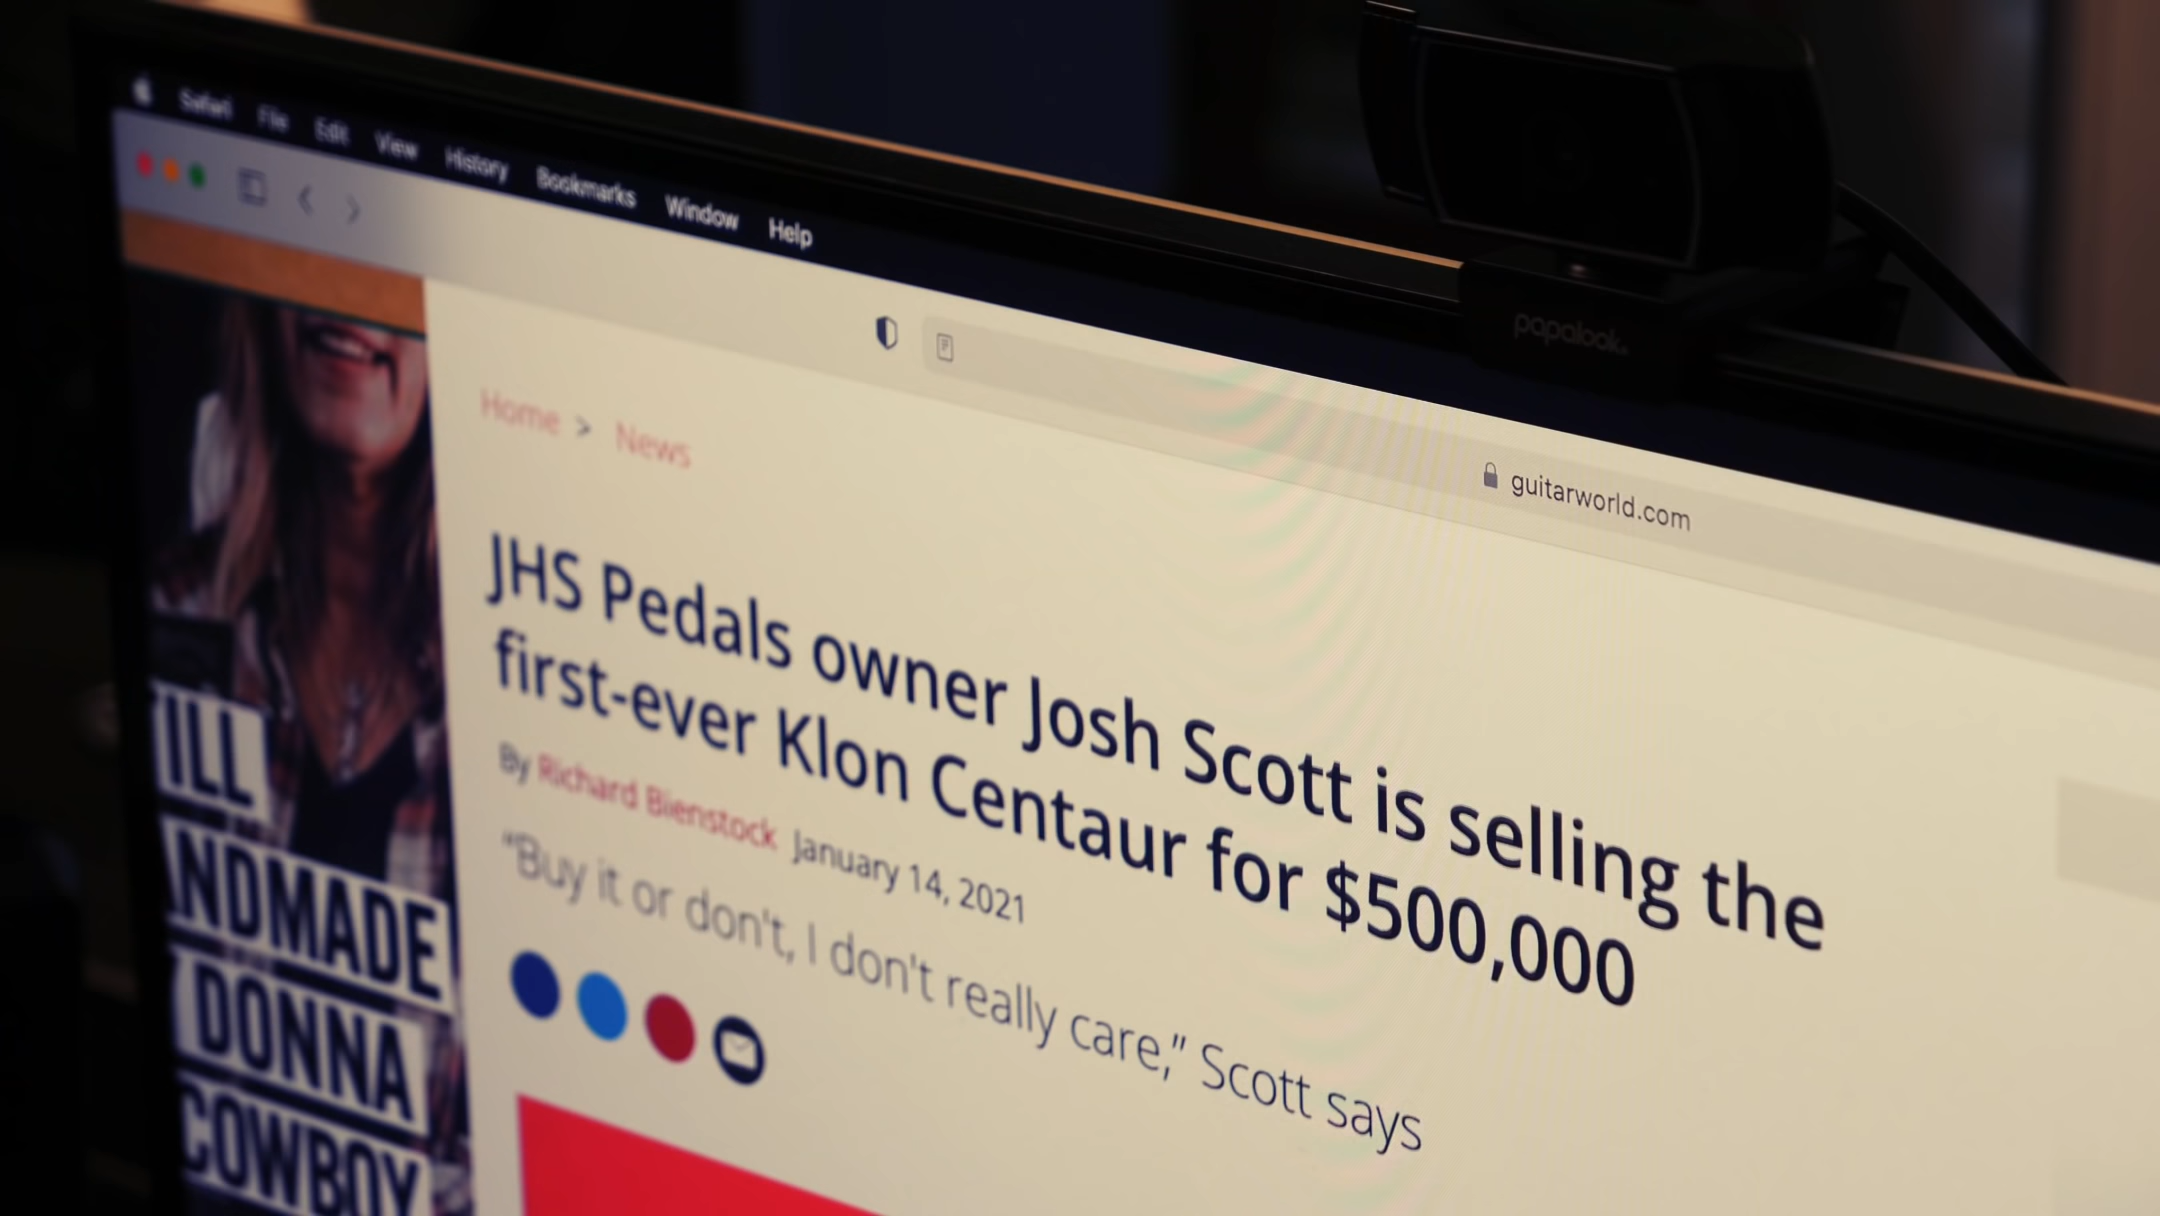 Safari File Edit View History Bookmarks Window Help
papalook.
guitarworld.com
Home > News
JHS Pedals owner Josh Scott is selling the
first-ever Klon Centaur for $500,000
By Richard Bienstock January 14, 2021
"Buy it or don't, I don't really care," Scott says
ILL
NDMADE
DONNA
COWBOY